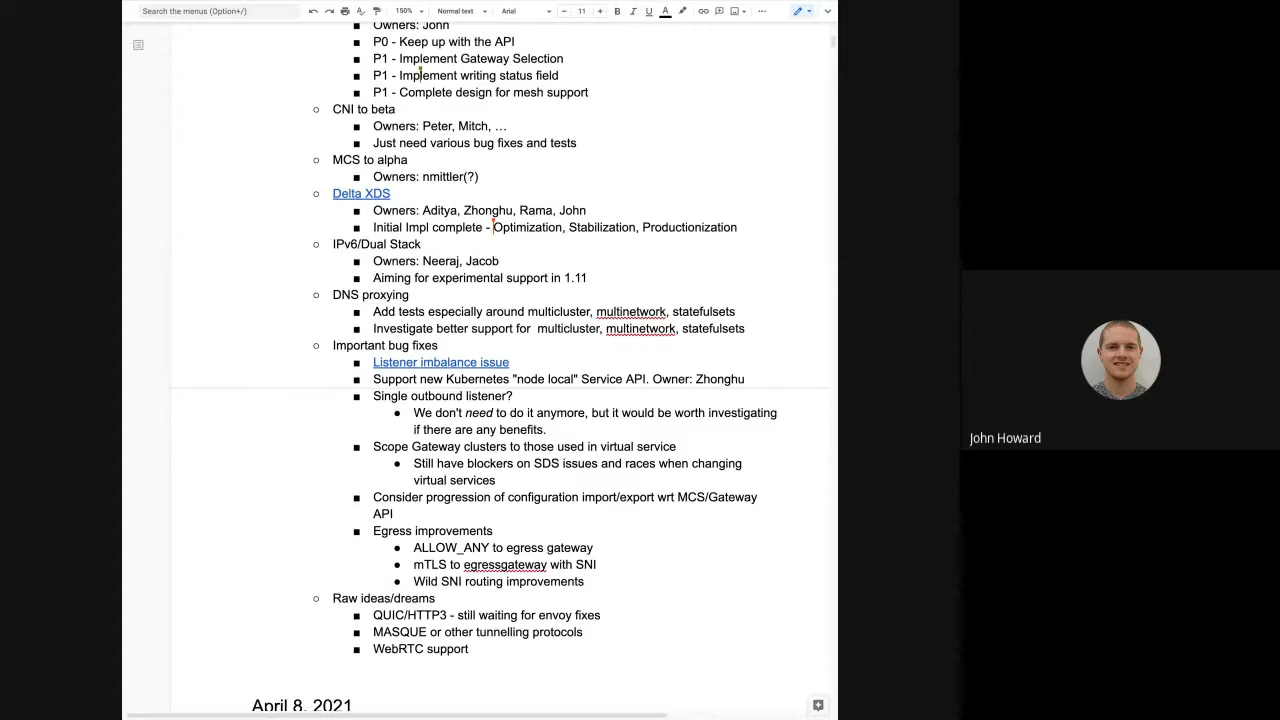 Search the menus (Option+/)
150%
Normal text
Arial
11
B I U A
Owners: John
P0 - Keep up with the API
P1 - Implement Gateway Selection
P1 - Implement writing status field
P1 - Complete design for mesh support
CNI to beta
Owners: Peter, Mitch, …
Just need various bug fixes and tests
MCS to alpha
Owners: nmittler(?)
Delta XDS
Owners: Aditya, Zhonghu, Rama, John
Initial Impl complete - Optimization, Stabilization, Productionization
IPv6/Dual Stack
Owners: Neeraj, Jacob
Aiming for experimental support in 1.11
DNS proxying
Add tests especially around multicluster, multinetwork, statefulsets
Investigate better support for  multicluster, multinetwork, statefulsets
Important bug fixes
Listener imbalance issue
Support new Kubernetes "node local" Service API. Owner: Zhonghu
Single outbound listener?
We don't need to do it anymore, but it would be worth investigating
if there are any benefits.
Scope Gateway clusters to those used in virtual service
Still have blockers on SDS issues and races when changing
virtual services
Consider progression of configuration import/export wrt MCS/Gateway
API
Egress improvements
ALLOW_ANY to egress gateway
mTLS to egressgateway with SNI
Wild SNI routing improvements
Raw ideas/dreams
QUIC/HTTP3 - still waiting for envoy fixes
MASQUE or other tunnelling protocols
WebRTC support
April 8, 2021
John Howard